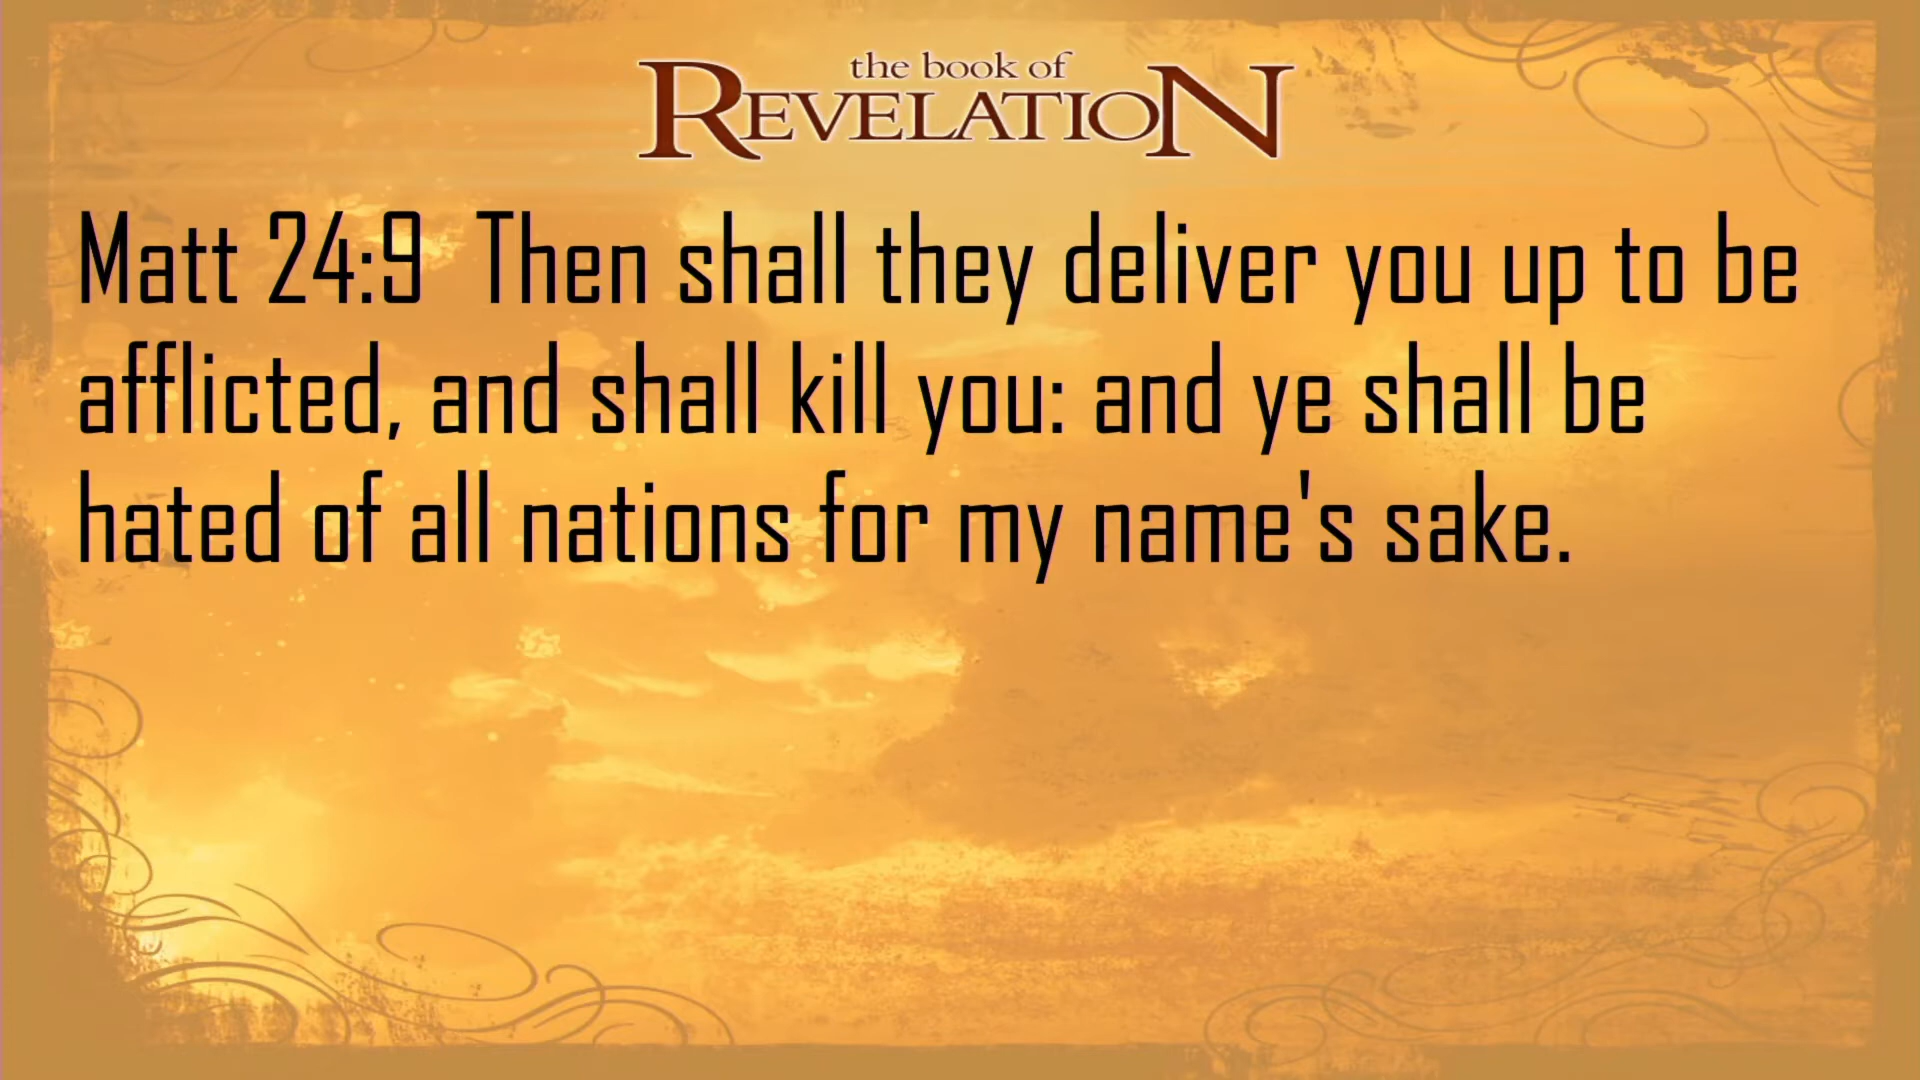 the book of
REVELATION
Matt 24:9  Then shall they deliver you up to be
afflicted, and shall kill you: and ye shall be
hated of all nations for my name's sake.